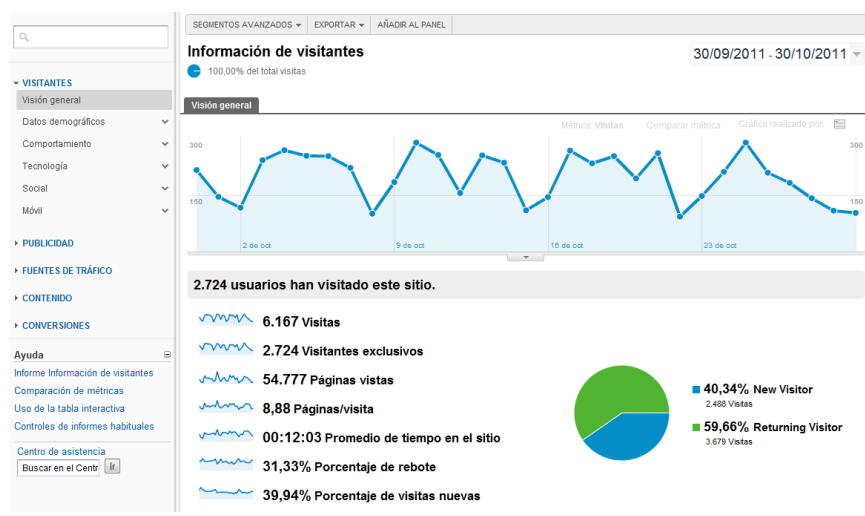 SEGMENTOS AVANZADOS EXPORTAR AÑADIR AL PANEL
Información de visitantes
30/09/2011 - 30/10/2011
100,00% del total visitas
VISITANTES
Visión general
Datos demográficos
Comportamiento
Tecnología
Social
Móvil
PUBLICIDAD
FUENTES DE TRÁFICO
CONTENIDO
CONVERSIONES
Ayuda
Informe Información de visitantes
Comparación de métricas
Uso de la tabla interactiva
Controles de informes habituales
Centro de asistencia
Buscar en el Centr Ir
Visión general
Métrica: Visitas Comparar métrica Gráfico realizado por:
300 300
150 150
2 de oct 9 de oct 16 de oct 23 de oct
2.724 usuarios han visitado este sitio.
6.167 Visitas
2.724 Visitantes exclusivos
54.777 Páginas vistas
8,88 Páginas/visita
00:12:03 Promedio de tiempo en el sitio
31,33% Porcentaje de rebote
39,94% Porcentaje de visitas nuevas
40,34% New Visitor
2.488 Visitas
59,66% Returning Visitor
3.679 Visitas